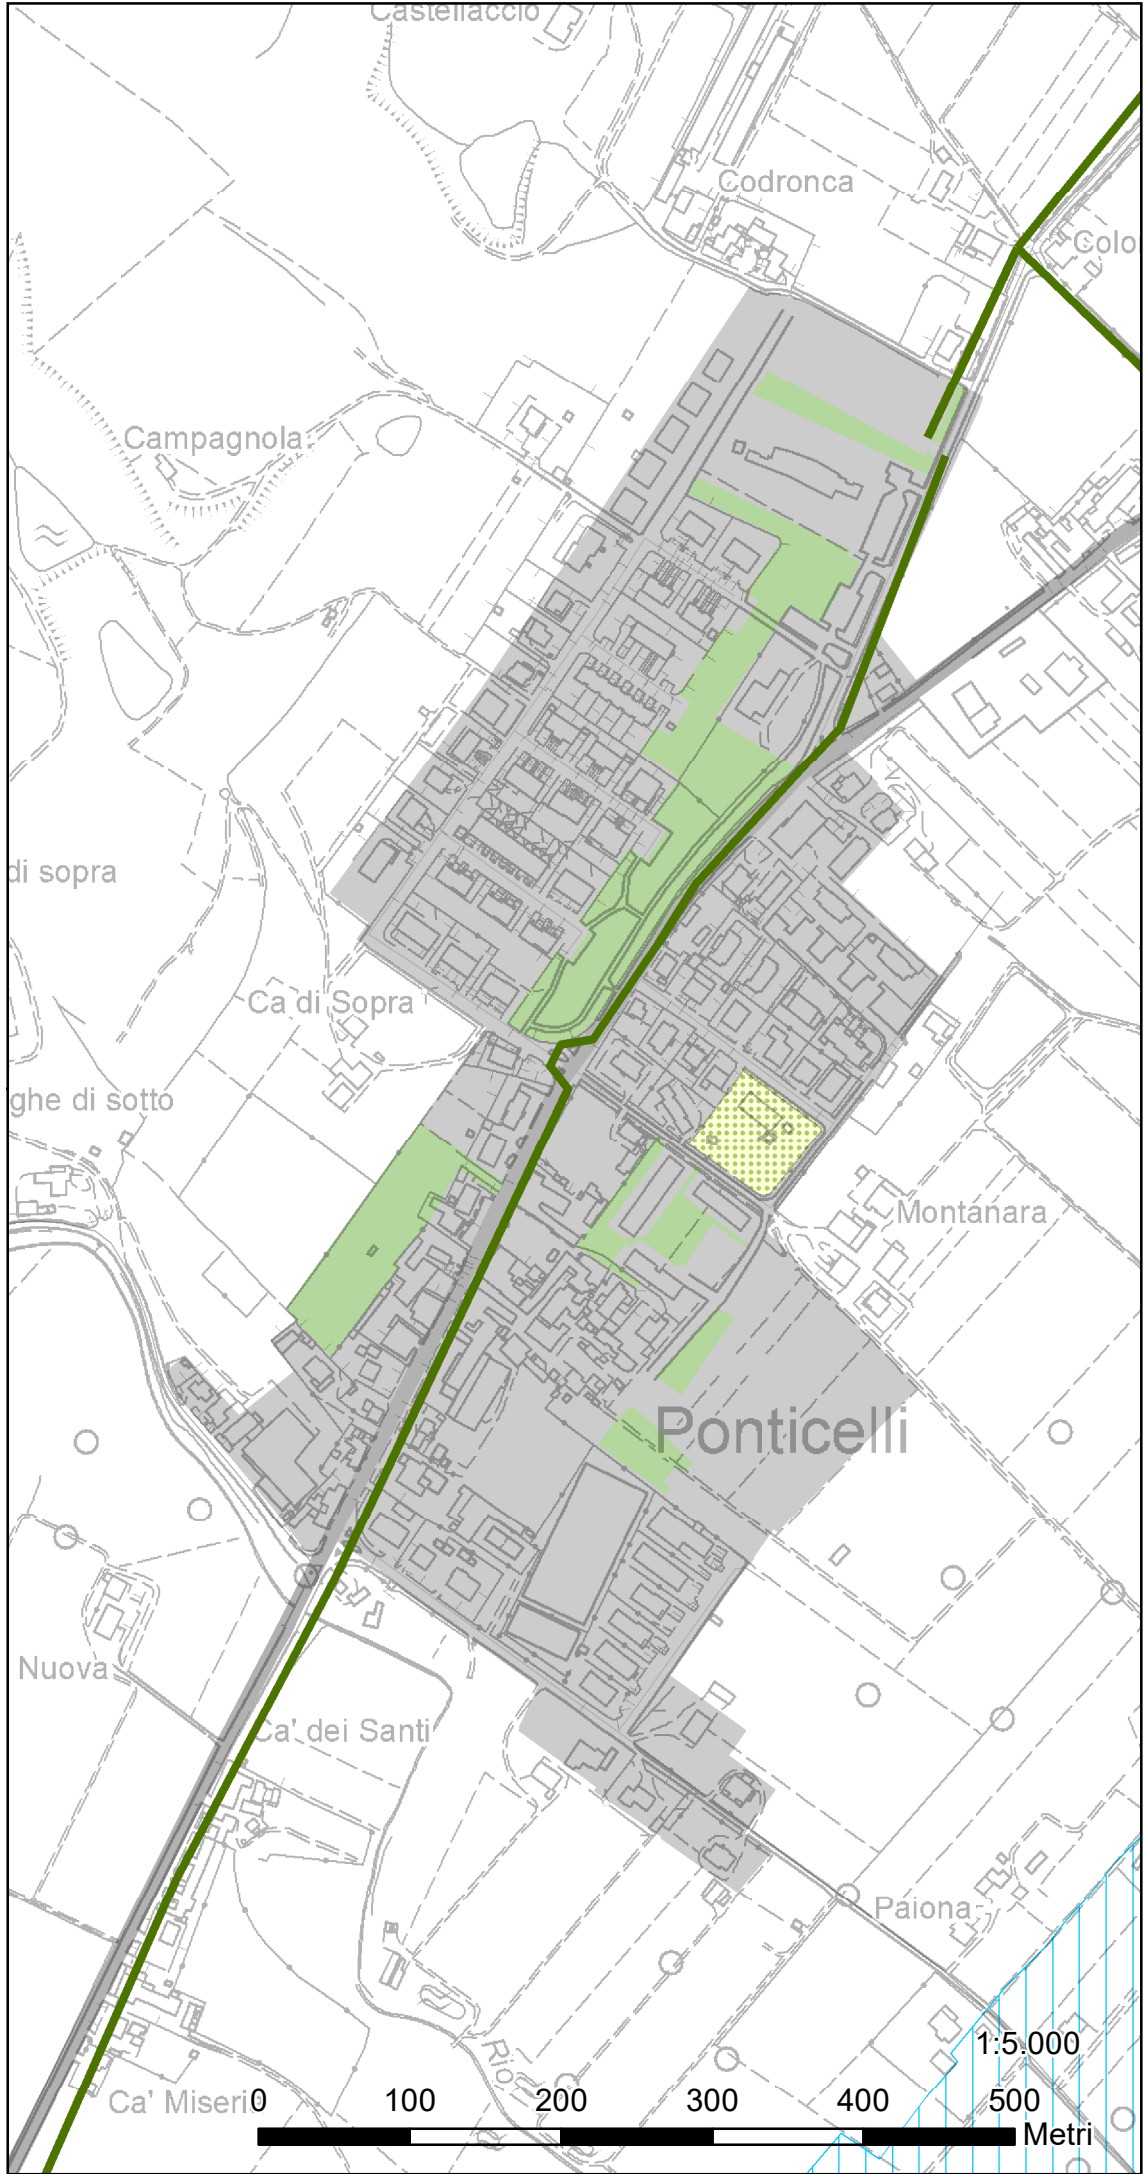 Castellaccio
Codronca
Colo
Campagnola
di sopra
Ca di Sopra
ghe di sotto
Montanara
Ponticelli
Nuova
Ca' dei Santi
Paiona
Rio
1:5.000
Ca' Miseri
0 100 200 300 400 500
Metri